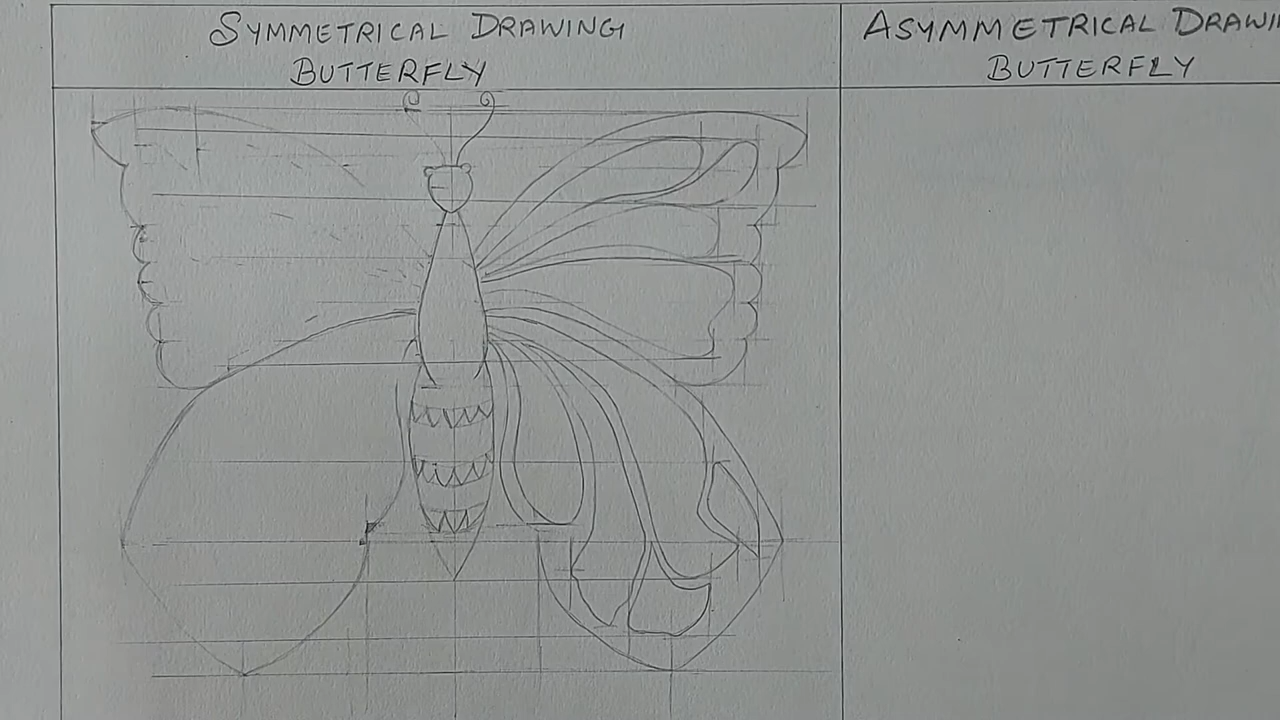 SYMMETRICAL DRAWING
BUTTERFLY
ASYMMETRICAL DRAWI
BUTTERFLY